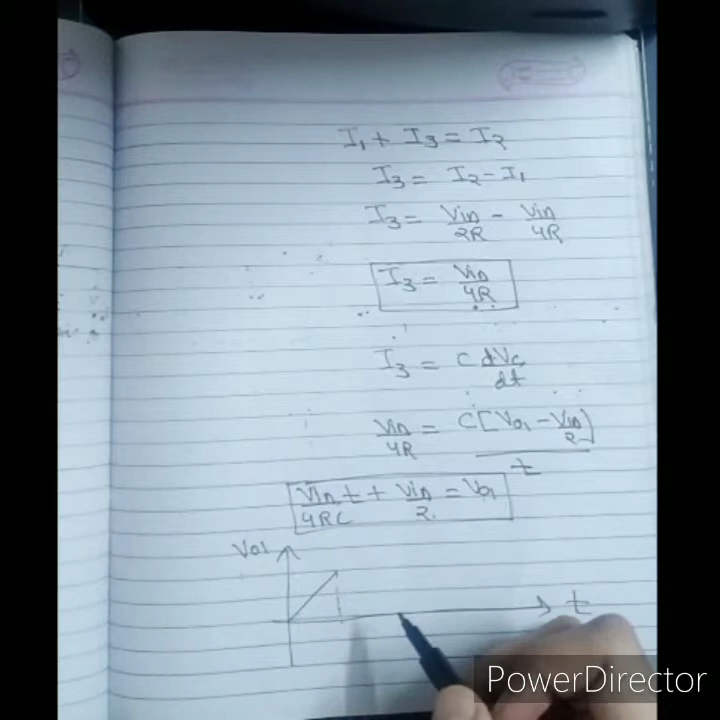 I₁ + I₃ = I₂
I₃ = I₂ - I₁
I₃ = Vin/2R - Vin/4R
I₃ = Vin/4R
I₃ = C dVc/dt
Vin/4R = C[Vo₁ - Vin/2]/t
Vin t/4RC + Vin/2 = Vo₁
Vo1
t
PowerDirector